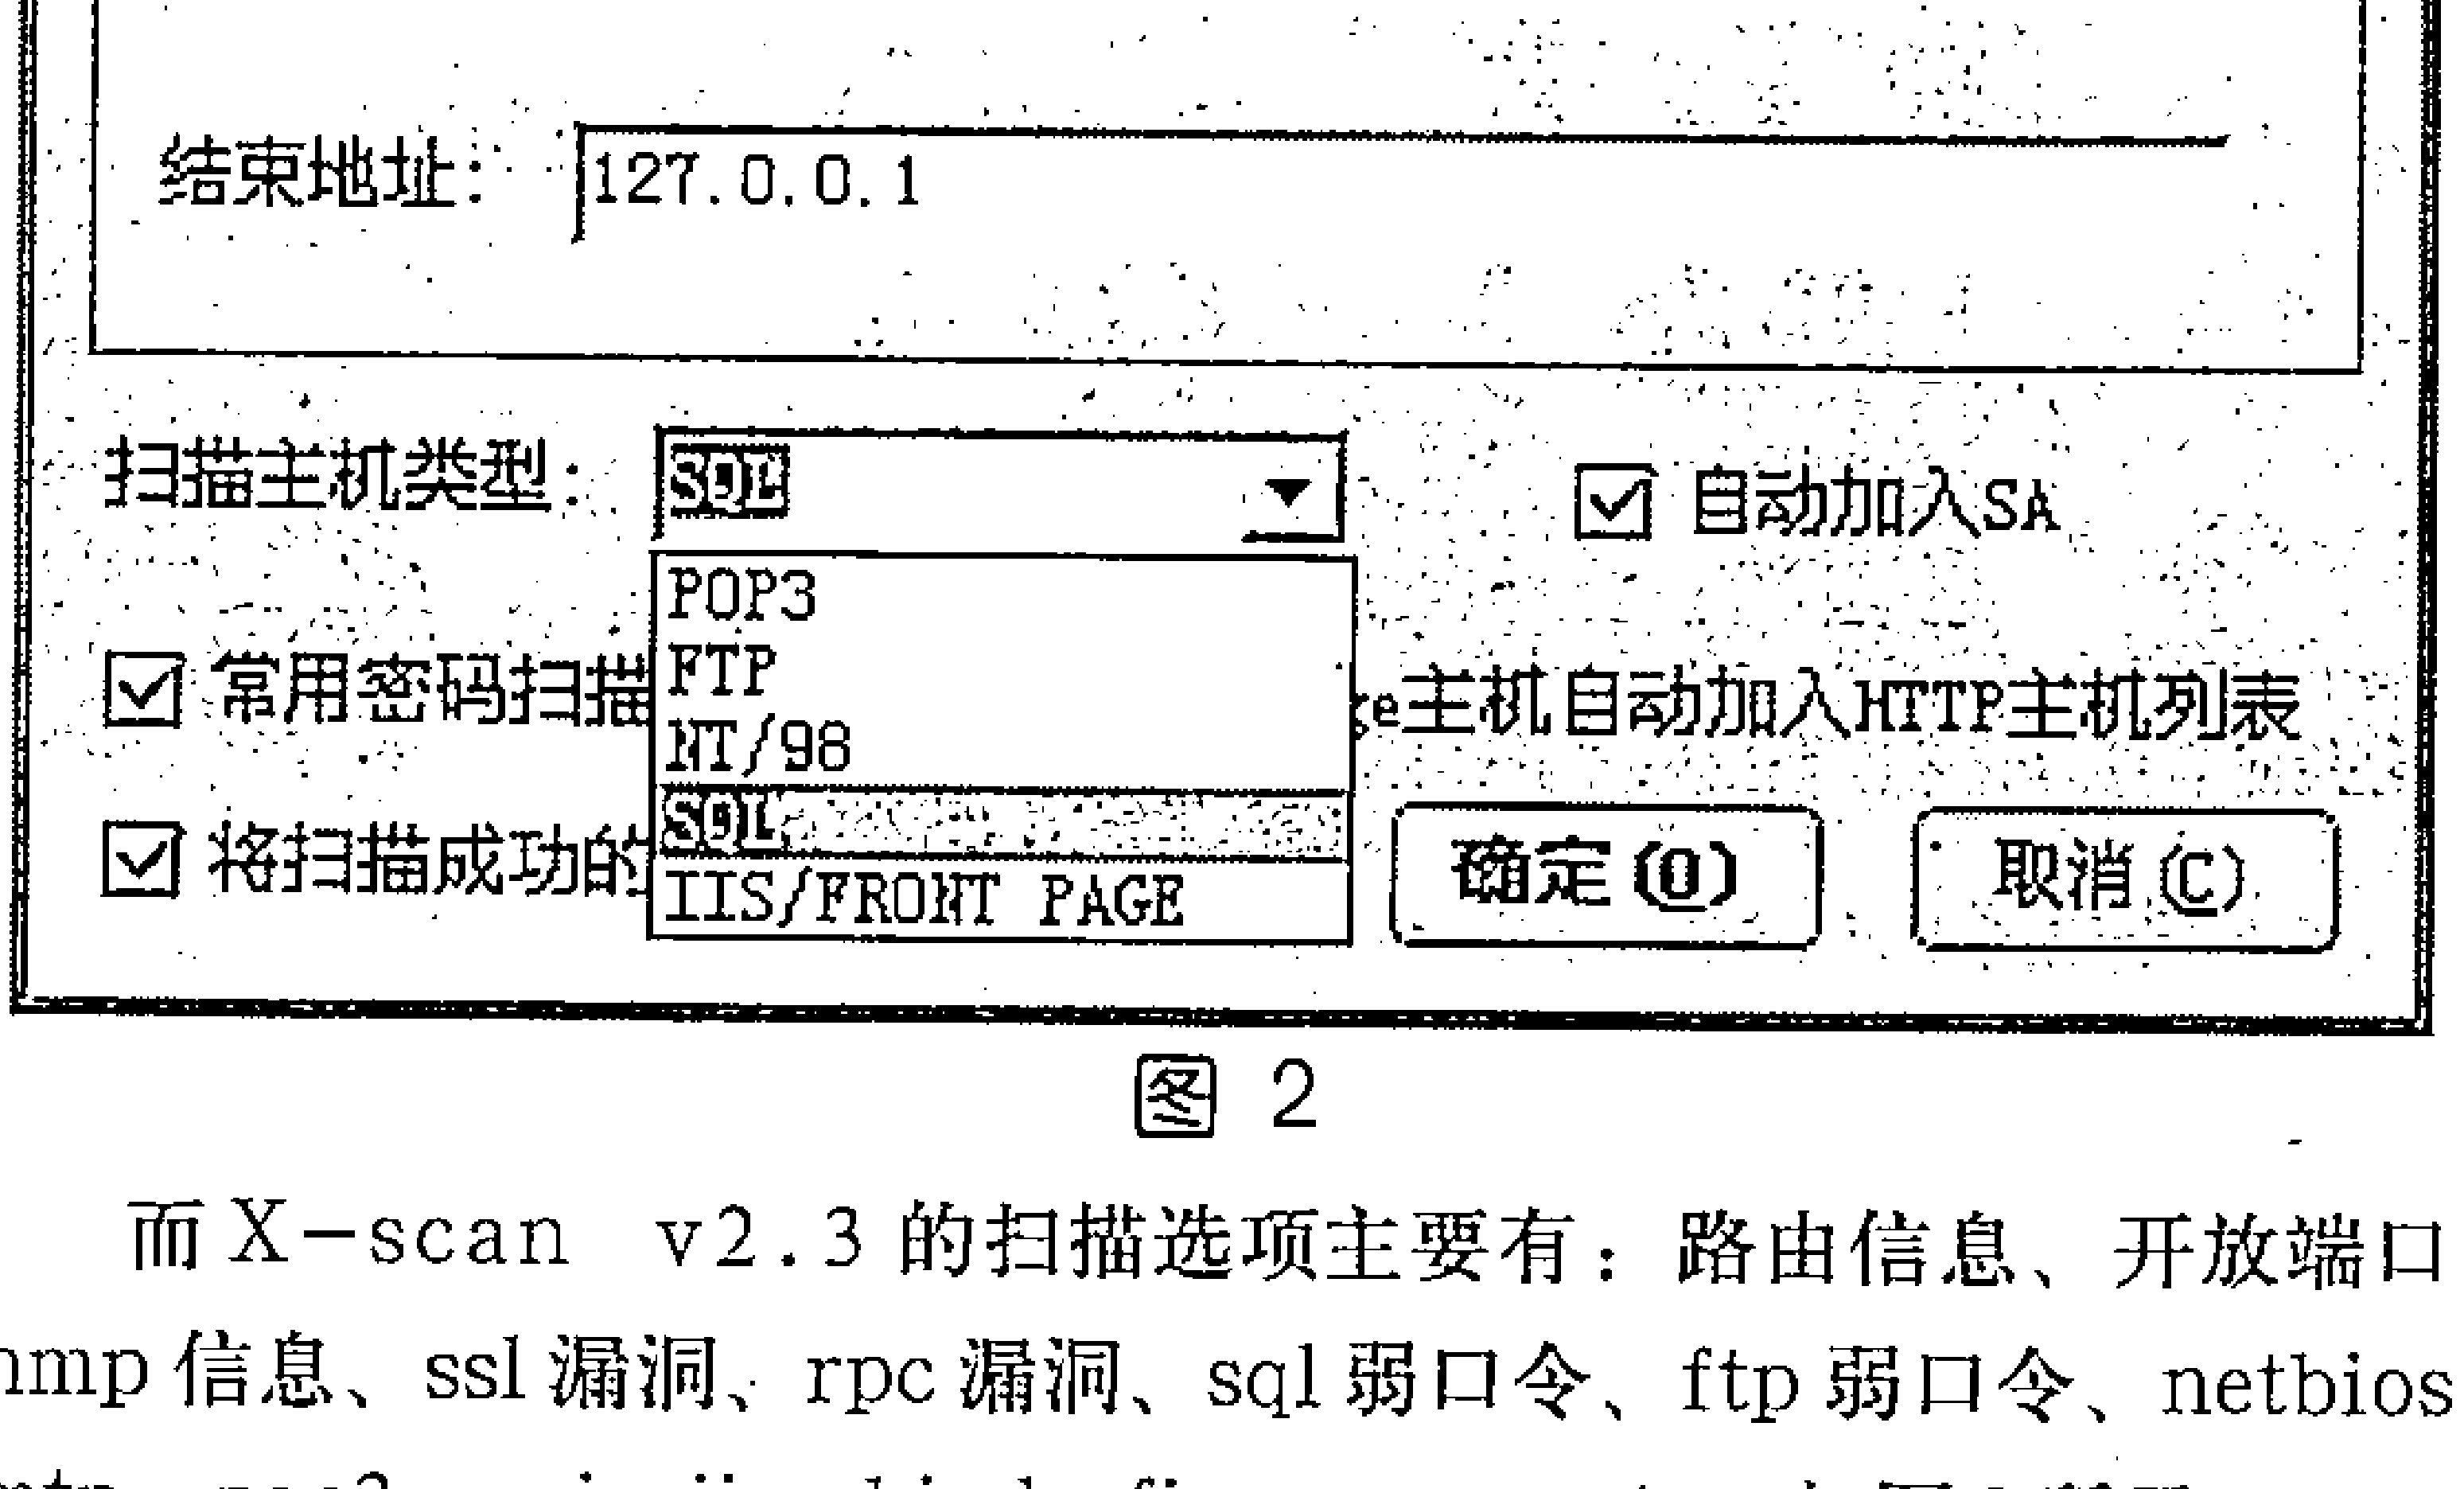 结束地址: 127.0.0.1
扫描主机类型: SQL 自动加入SA
POP3
FTP
常用密码扫描 主机自动加入HTTP主机列表
NT/98
SQL
将扫描成功的 确定(O) 取消(C)
IIS/FRONT PAGE
图 2
而X-scan v2.3的扫描选项主要有：路由信息、开放端口
nmp信息、ssl漏洞、rpc漏洞、sql弱口令、ftp弱口令、netbios